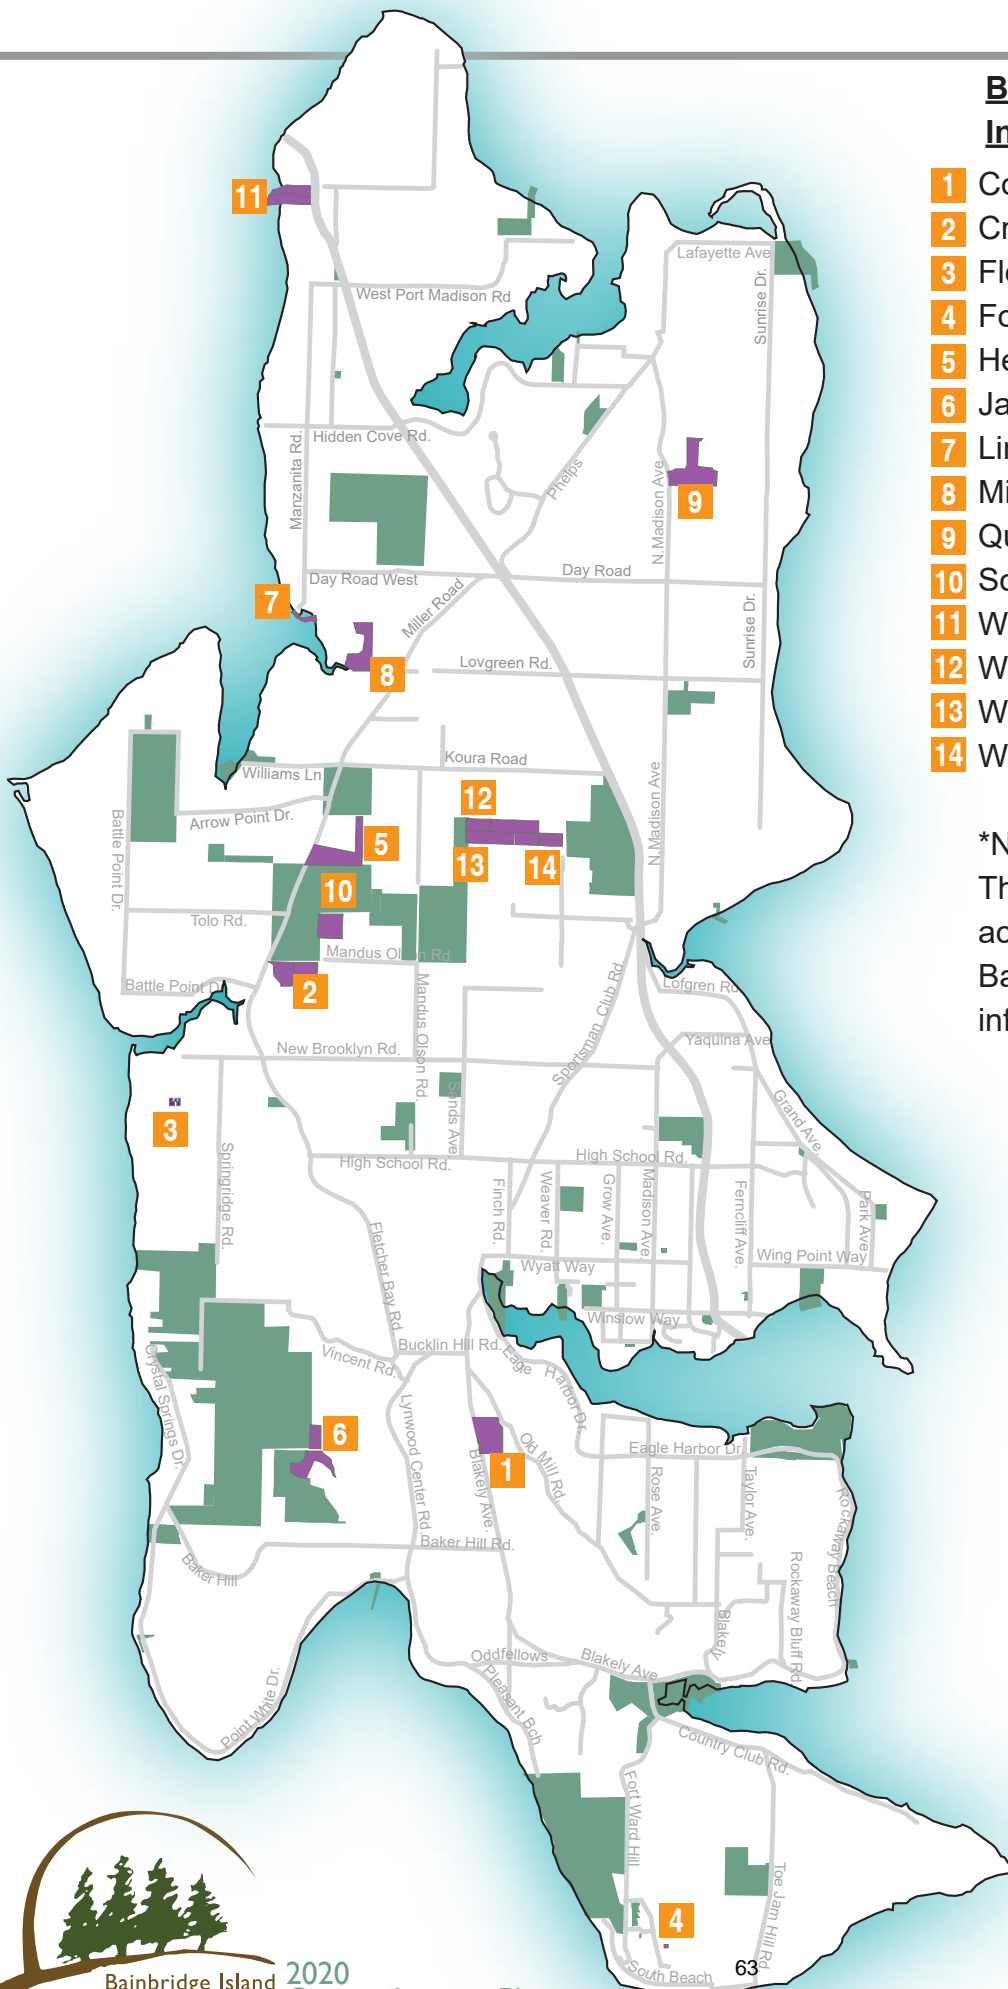 B
In
1 Co
2 Cr
3 Fl
4 Fo
5 He
6 Ja
7 Li
8 Mi
9 Qu
10 So
11 W
12 W
13 W
14 W
*N
Th
ac
Ba
inf
11
Lafayette Ave
Sunrise Dr.
West Port Madison Rd
Hidden Cove Rd.
Manzanita Rd.
Phelps
N.Madison Ave
9
Day Road West
Day Road
Miller Road
7
8
Lovgreen Rd.
Sunrise Dr.
Koura Road
Williams Ln
N.Madison Ave
12
Arrow Point Dr.
Battle Point Dr.
5
13
14
10
Tolo Rd.
Mandus Olson Rd.
Battle Point D
2
Mandus Olson Rd.
Sportsman Club Rd.
Lofgren Rd
New Brooklyn Rd.
Yaquina Ave
Sands Ave.
Grand Ave.
3
High School Rd.
High School Rd.
Springridge Rd.
Finch Rd.
Weaver Rd.
Grow Ave.
Madison Ave.
Ferncliff Ave.
Park Ave.
Fletcher Bay Rd.
Wyatt Way
Wing Point Way
Winslow Way
Bucklin Hill Rd.
Vincent Rd.
Eage Harbor Dr.
Crystal Springs Dr.
6
Lynwood Center Rd.
Blakely Ave.
1
Old Mill Rd.
Eagle Harbor Dr.
Rose Ave.
Taylor Ave.
Rockaway Beach
Baker Hill Rd.
Baker Hill
Rockaway Bluff Rd
Blakely
Oddfellows
Blakely Ave
Pleasant Bch
Point White Dr.
Country Club Rd.
Fort Ward Hill
Toe Jam Hill Rd
4
South Beach
63
Bainbridge Island
2020